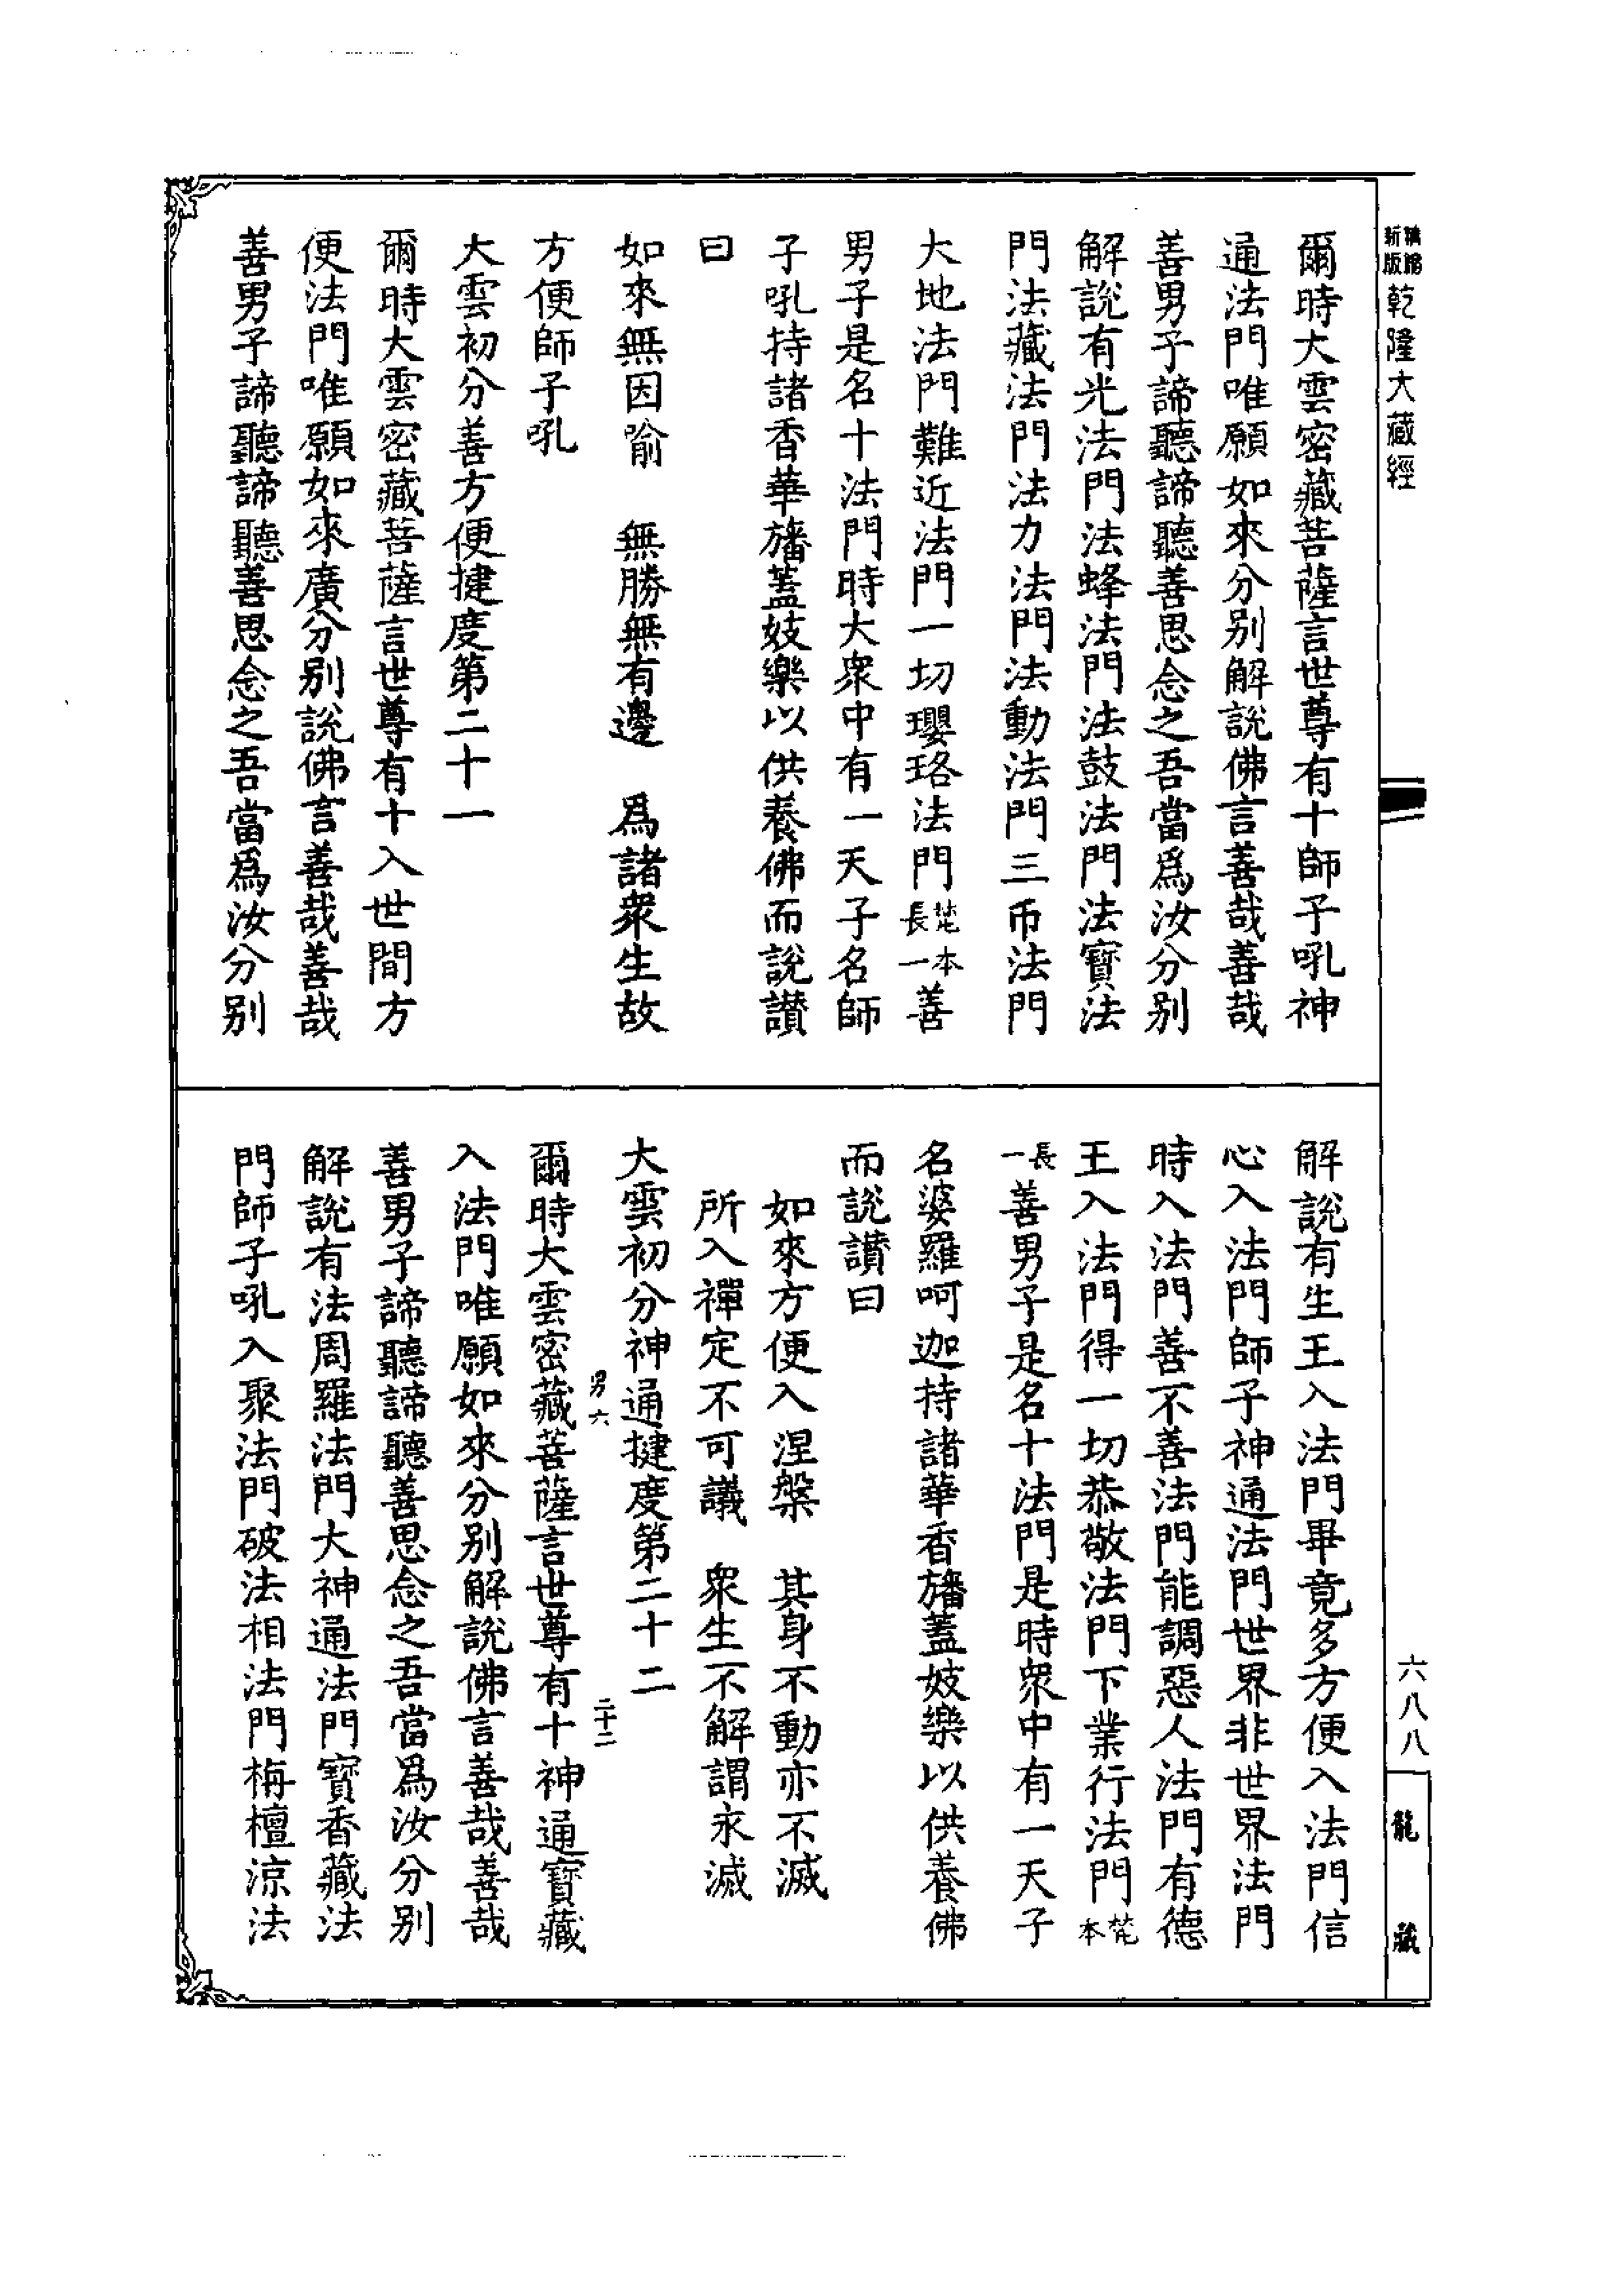 乾隆大藏經
爾時大雲密藏菩薩言世尊有十師子吼神
通法門唯願如來分別解說佛言善哉善哉
善男子諦聽諦聽善思念之吾當為汝分別
解說有光法門法蜂法門法鼓法門法寶法
門法藏法門法力法門法動法門三帀法門
大地法門難近法門一切瓔珞法門梵本長一善
男子是名十法門時大衆中有一天子名師
子吼持諸香華旛蓋妓樂以供養佛而說讃
曰
如來無因喻　無勝無有邊　爲諸衆生故
方便師子吼
大雲初分善方便揵度第二十一
爾時大雲密藏菩薩言世尊有十入世間方
便法門唯願如來廣分別說佛言善哉善哉
善男子諦聽諦聽善思念之吾當為汝分別
解說有生王入法門畢竟多方便入法門信
心入法門師子神通法門世界非世界法門
時入法門善不善法門能調惡人法門有德
王入法門得一切恭敬法門下業行法門梵本
長一善男子是名十法門是時衆中有一天子
名婆羅呵迦持諸華香旛蓋妓樂以供養佛
而說讃曰
如來方便入涅槃　其身不動亦不滅
所入禪定不可議　衆生不解謂永滅
大雲初分神通揵度第二十二
男六　二十二
爾時大雲密藏菩薩言世尊有十神通寶藏
入法門唯願如來分別解說佛言善哉善哉
善男子諦聽諦聽善思念之吾當爲汝分別
解說有法周羅法門大神通法門寶香藏法
門師子吼入聚法門破法相法門栴檀涼法
六八八
龍藏